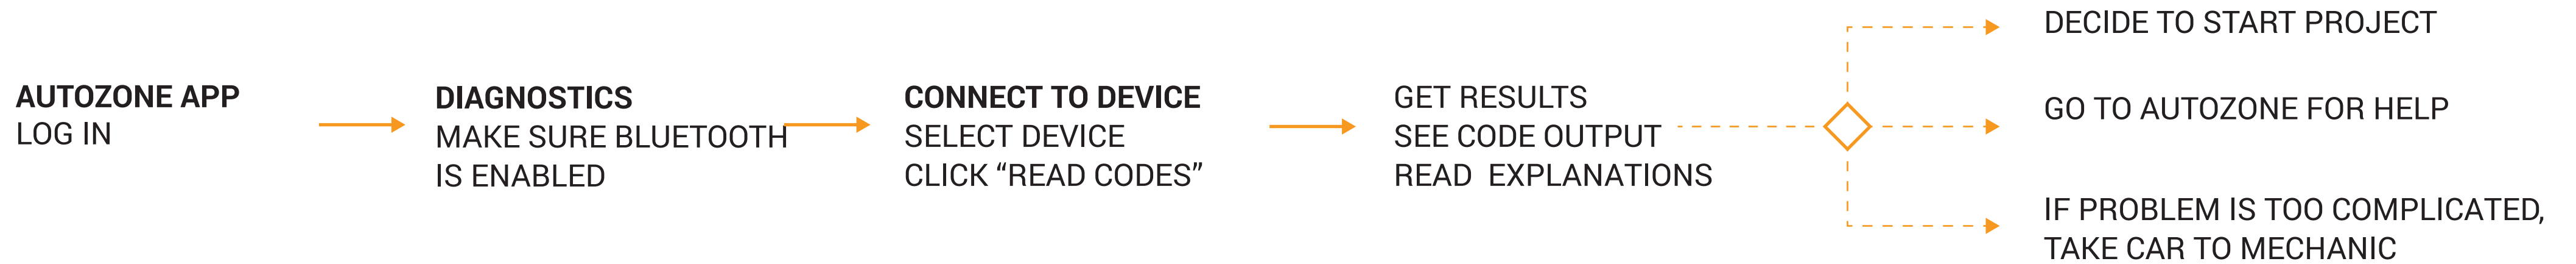 AUTOZONE APP
LOG IN
DIAGNOSTICS
MAKE SURE BLUETOOTH
IS ENABLED
CONNECT TO DEVICE
SELECT DEVICE
CLICK “READ CODES”
GET RESULTS
SEE CODE OUTPUT
READ  EXPLANATIONS
DECIDE TO START PROJECT
GO TO AUTOZONE FOR HELP
IF PROBLEM IS TOO COMPLICATED,
TAKE CAR TO MECHANIC